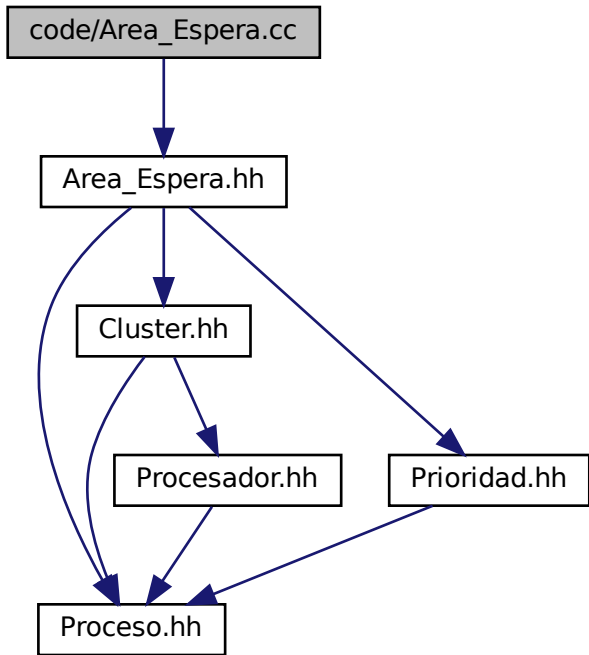 code/Area_Espera.cc
Area_Espera.hh
Cluster.hh
Procesador.hh
Prioridad.hh
Proceso.hh